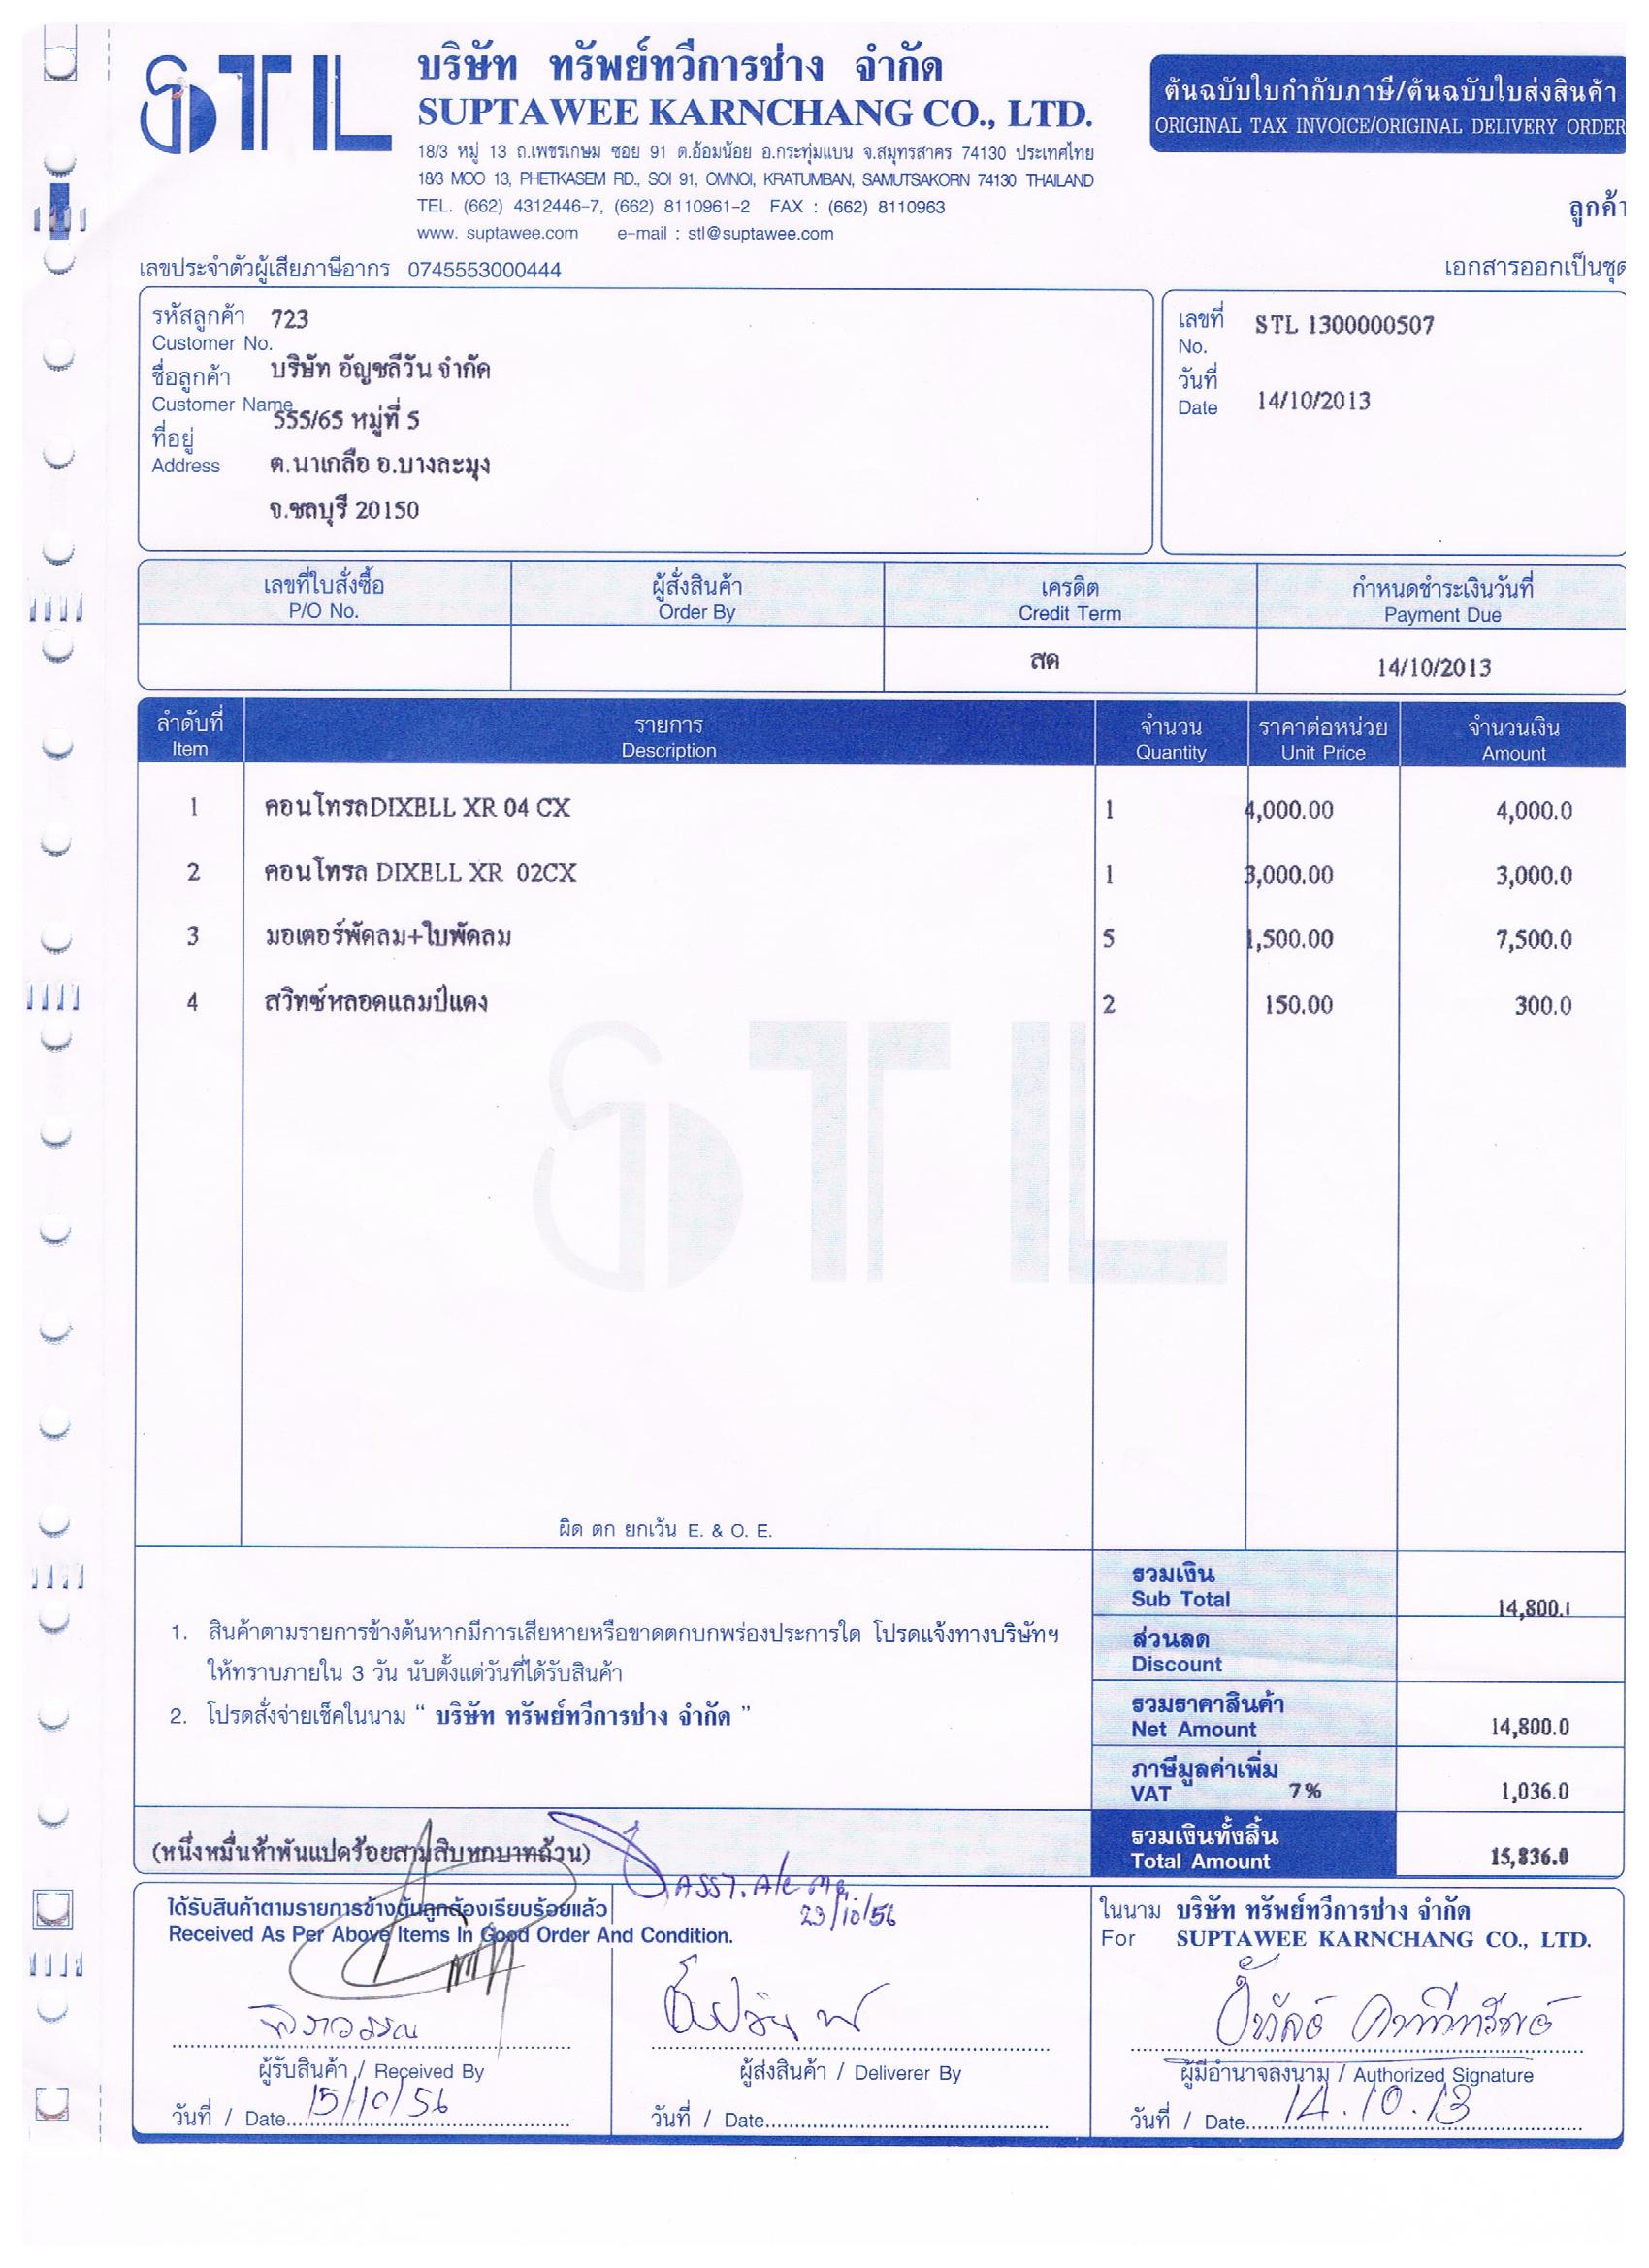 STL
บริษัท ทรัพย์ทวีการช่าง จำกัด
SUPTAWEE KARNCHANG CO., LTD.
18/3 หมู่ 13 ถ.เพชรเกษม ซอย 91 ต.อ้อมน้อย อ.กระทุ่มแบน จ.สมุทรสาคร 74130 ประเทศไทย
18/3 MOO 13, PHETKASEM RD., SOI 91, OMNOI, KRATUMBAN, SAMUTSAKORN 74130 THAILAND
TEL. (662) 4312446-7, (662) 8110961-2 FAX : (662) 8110963
www. suptawee.com e-mail : stl@suptawee.com
ต้นฉบับใบกำกับภาษี/ต้นฉบับใบส่งสินค้า
ORIGINAL TAX INVOICE/ORIGINAL DELIVERY ORDER
ลูกค้า
เลขประจำตัวผู้เสียภาษีอากร 0745553000444
เอกสารออกเป็นชุด
รหัสลูกค้า 723
Customer No.
ชื่อลูกค้า บริษัท อัญชลีวัน จำกัด
Customer Name
555/65 หมู่ที่ 5
ที่อยู่
Address ต.นาเกลือ อ.บางละมุง
จ.ชลบุรี 20150
เลขที่ STL 1300000507
No.
วันที่
Date 14/10/2013
เลขที่ใบสั่งซื้อ ผู้สั่งสินค้า เครดิต กำหนดชำระเงินวันที่
P/O No. Order By Credit Term Payment Due
สด 14/10/2013
ลำดับที่ รายการ จำนวน ราคาต่อหน่วย จำนวนเงิน
Item Description Quantity Unit Price Amount
1 คอนโทรลDIXELL XR 04 CX 1 4,000.00 4,000.0
2 คอนโทรล DIXELL XR 02CX 1 3,000.00 3,000.0
3 มอเตอร์พัดลม+ใบพัดลม 5 1,500.00 7,500.0
4 สวิทซ์หลอดแลมป์แดง 2 150.00 300.0
STL
ผิด ตก ยกเว้น E. & O. E.
1. สินค้าตามรายการข้างต้นหากมีการเสียหายหรือขาดตกบกพร่องประการใด โปรดแจ้งทางบริษัทฯ
ให้ทราบภายใน 3 วัน นับตั้งแต่วันที่ได้รับสินค้า
2. โปรดสั่งจ่ายเช็คในนาม “ บริษัท ทรัพย์ทวีการช่าง จำกัด ”
รวมเงิน
Sub Total 14,800.
ส่วนลด
Discount
รวมราคาสินค้า
Net Amount 14,800.0
ภาษีมูลค่าเพิ่ม
VAT 7% 1,036.0
(หนึ่งหมื่นห้าพันแปดร้อยสามสิบหกบาทถ้วน)
รวมเงินทั้งสิ้น
Total Amount 15,836.0
23/10/56
ได้รับสินค้าตามรายการข้างต้นถูกต้องเรียบร้อยแล้ว
Received As Per Above Items In Good Order And Condition.
ในนาม บริษัท ทรัพย์ทวีการช่าง จำกัด
For SUPTAWEE KARNCHANG CO., LTD.
ผู้รับสินค้า / Received By
วันที่ / Date 15/10/56
ผู้ส่งสินค้า / Deliverer By
วันที่ / Date
ผู้มีอำนาจลงนาม / Authorized Signature
วันที่ / Date 14.10.13